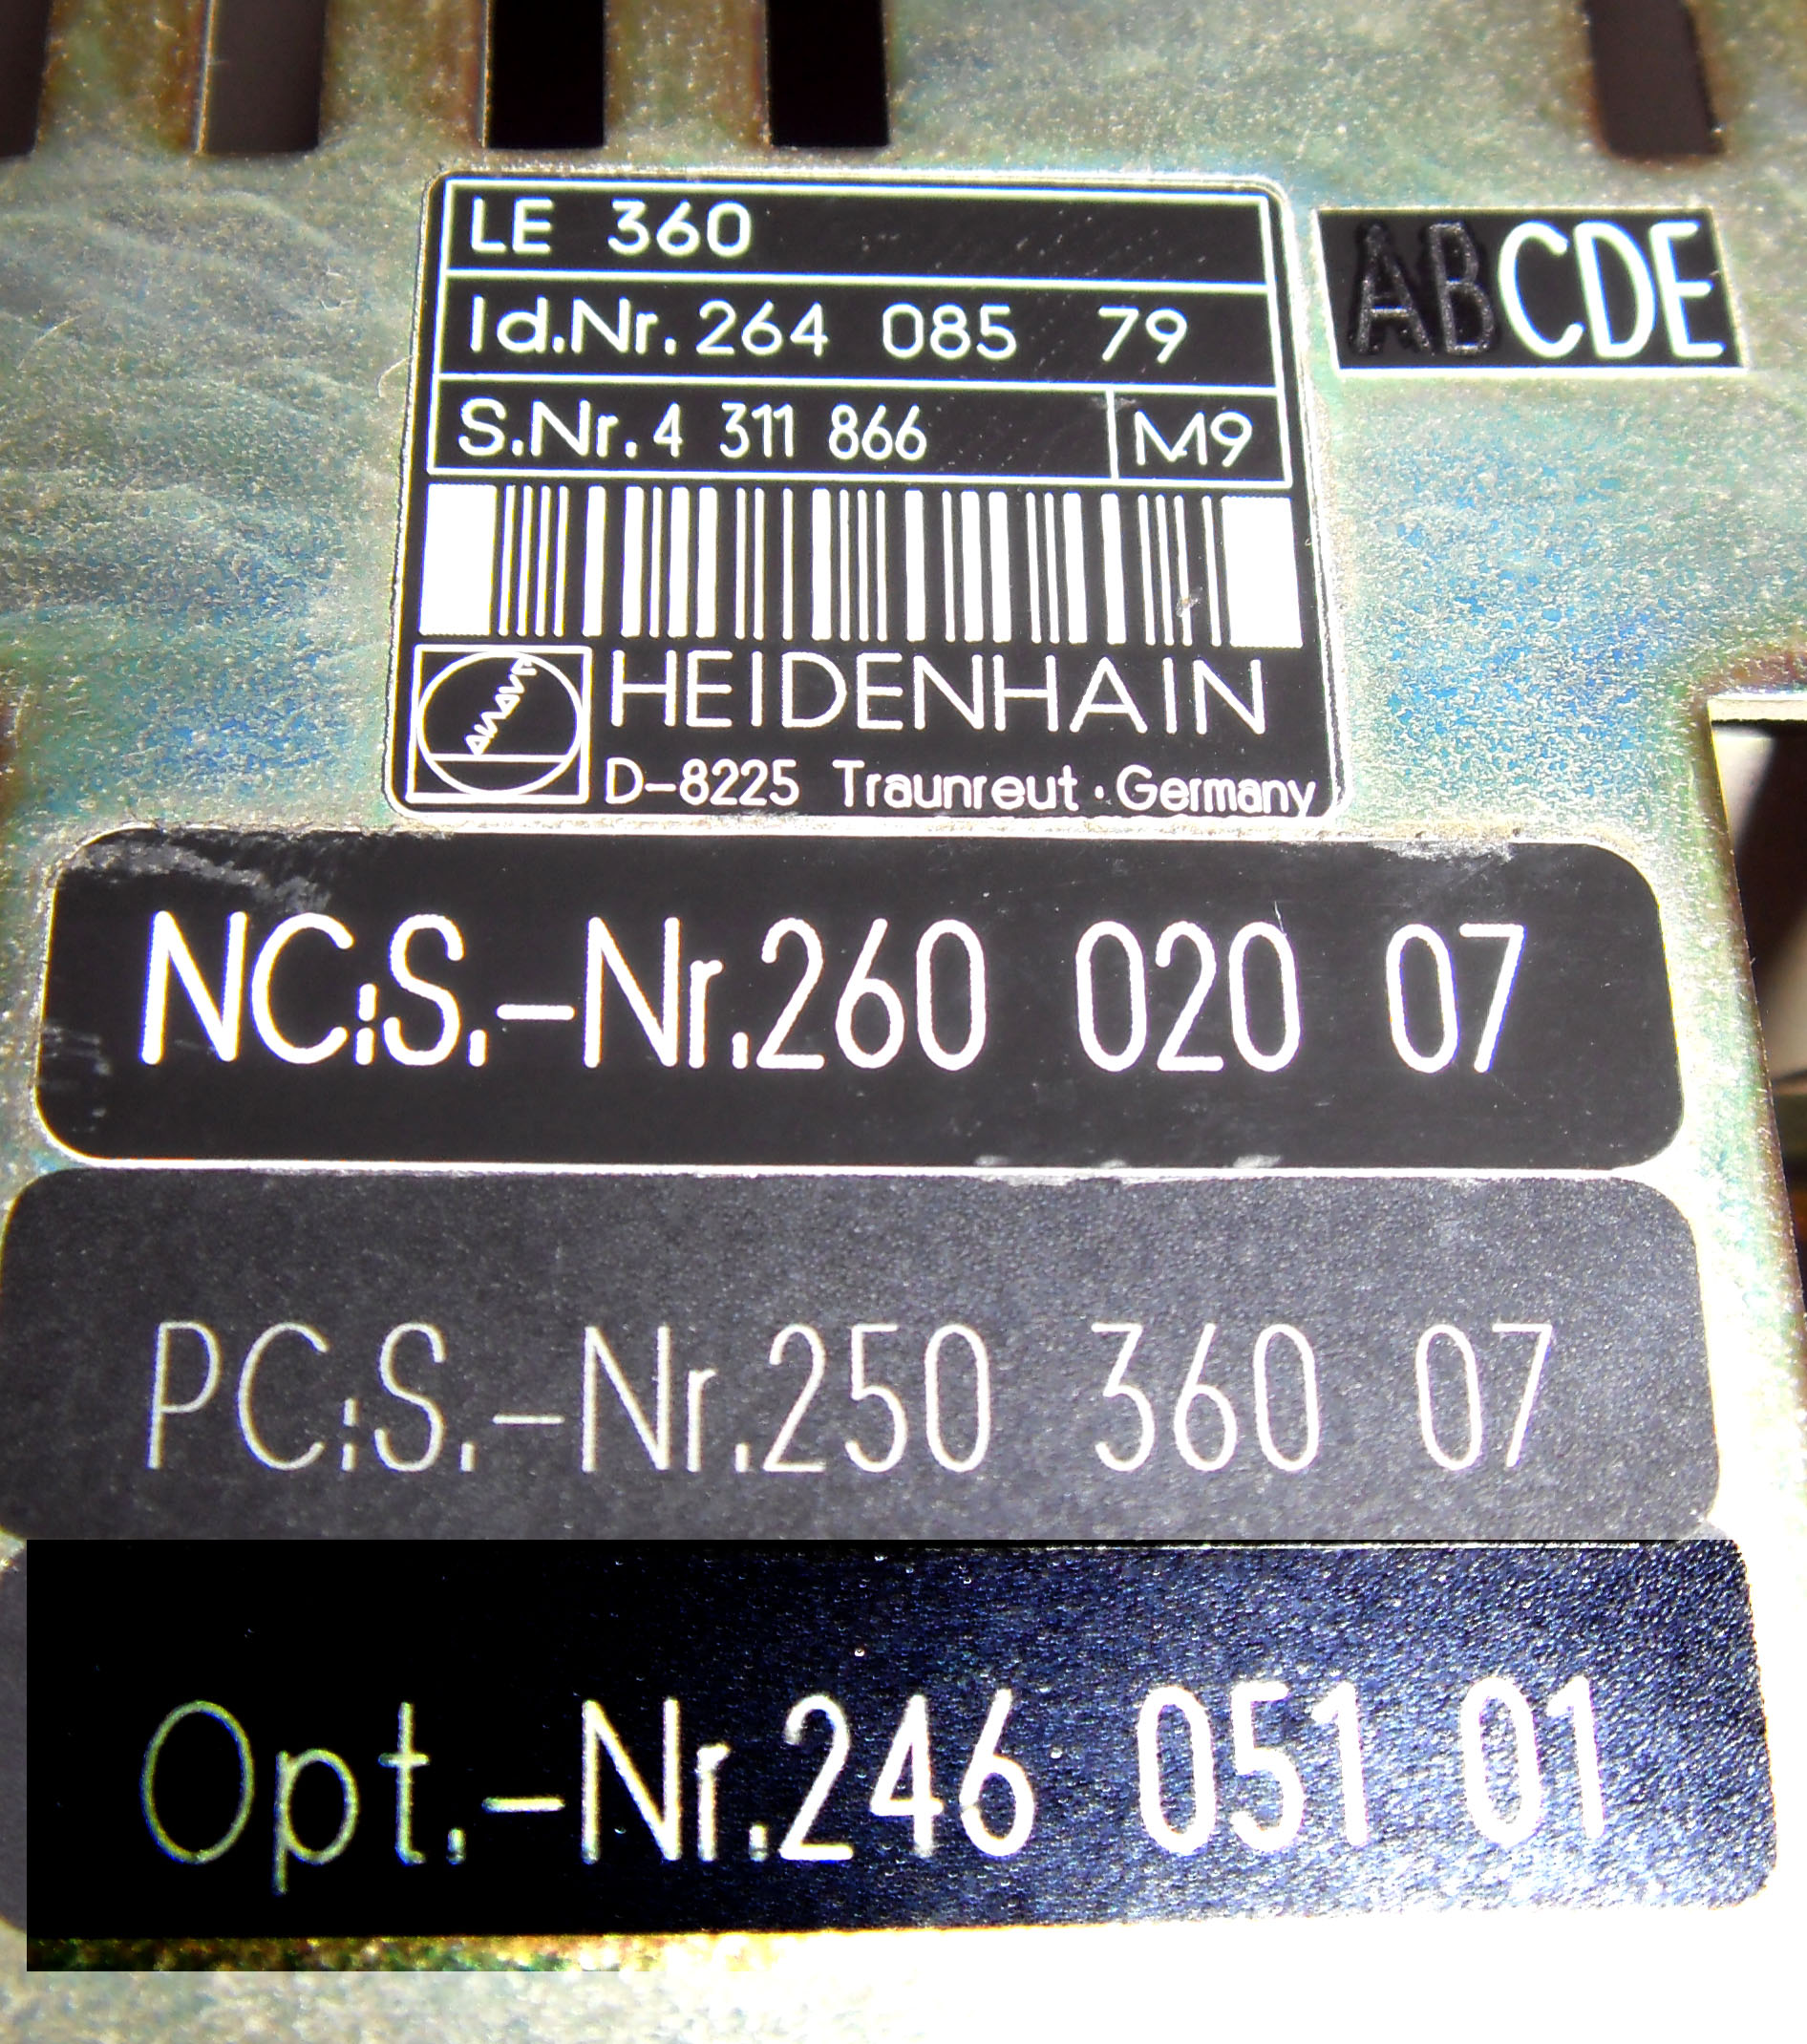 LE 360
ABCDE
Id.Nr. 264 085 79
S.Nr. 4 311 866 M9
HEIDENHAIN
D-8225 Traunreut · Germany
NC;S.-Nr.260 020 07
PC;S.-Nr.250 360 07
Opt.-Nr.246 051 01